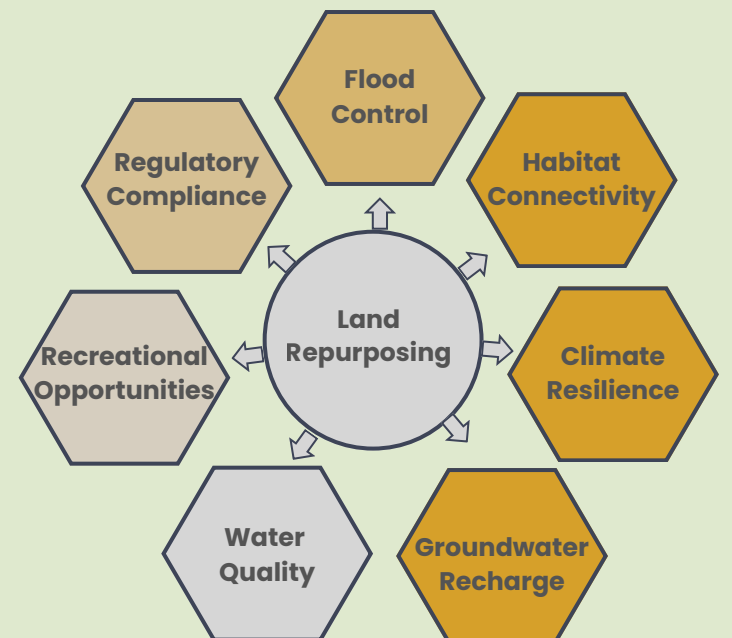 Flood
Control
Habitat
Connectivity
Climate
Resilience
Groundwater
Recharge
Water
Quality
Recreational
Opportunities
Regulatory
Compliance
Land
Repurposing